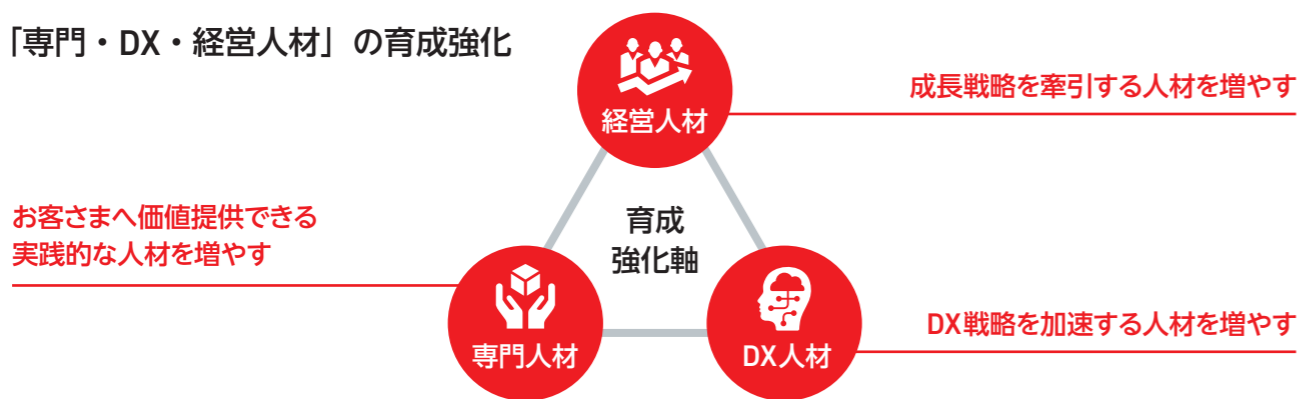 「専門・DX・経営人材」の育成強化
経営人材
成長戦略を牽引する人材を増やす
お客さまへ価値提供できる
実践的な人材を増やす
育成
強化軸
専門人材
DX人材
DX戦略を加速する人材を増やす